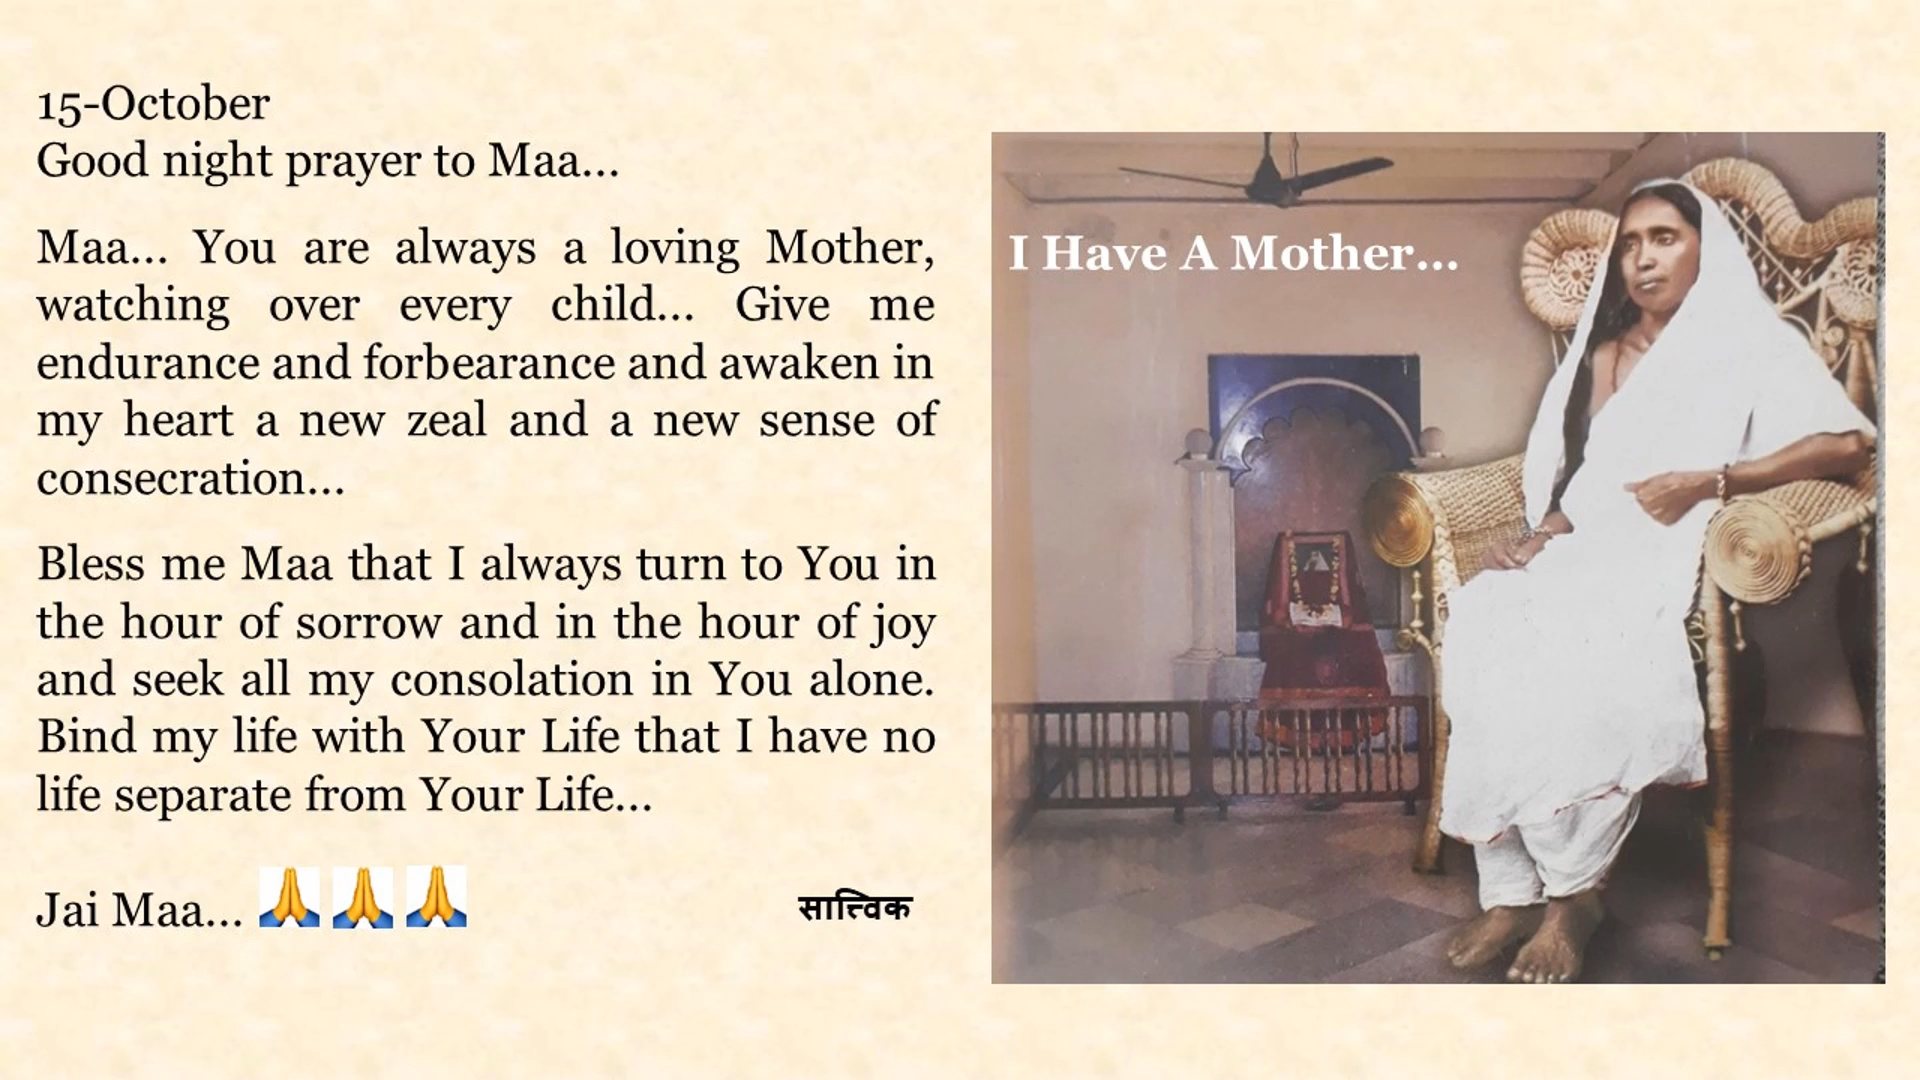 15-October
Good night prayer to Maa...
Maa... You are always a loving Mother,
watching over every child... Give me
endurance and forbearance and awaken in
my heart a new zeal and a new sense of
consecration...
Bless me Maa that I always turn to You in
the hour of sorrow and in the hour of joy
and seek all my consolation in You alone.
Bind my life with Your Life that I have no
life separate from Your Life...
Jai Maa... 🙏🙏🙏
सात्त्विक
I Have A Mother...